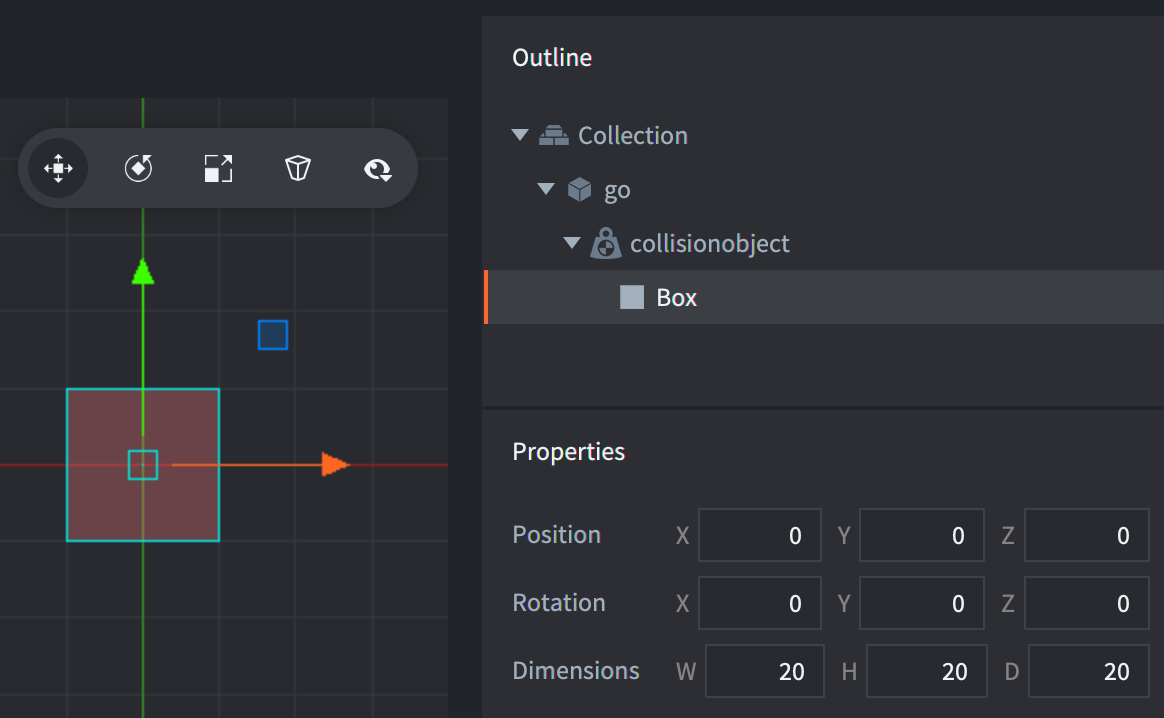 Outline
Collection
go
collisionobject
Box
Properties
Position X 0 Y 0 Z 0
Rotation X 0 Y 0 Z 0
Dimensions W 20 H 20 D 20